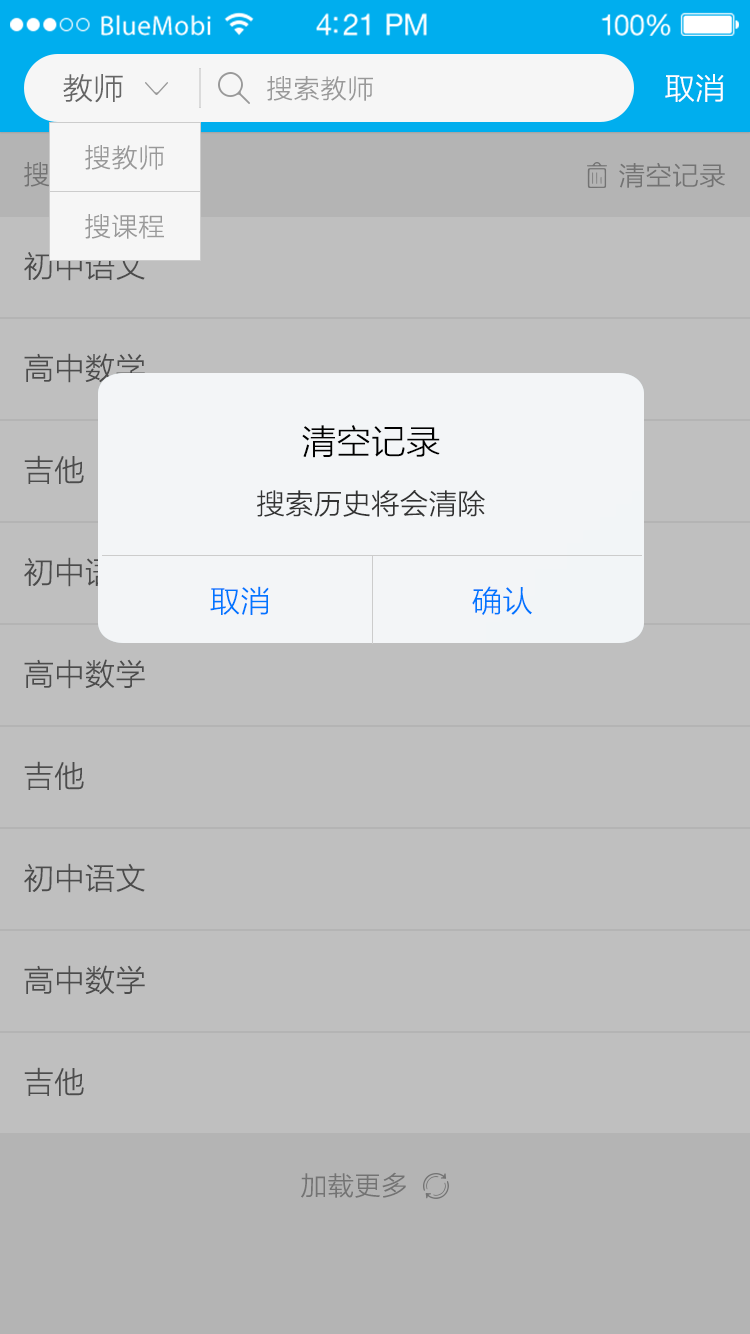 BlueMobi 4:21 PM 100%
教师 搜索教师 取消
搜教师
搜 清空记录
搜课程
初中语文
高中数学
清空记录
吉他
搜索历史将会清除
初中语
取消 确认
高中数学
吉他
初中语文
高中数学
吉他
加载更多